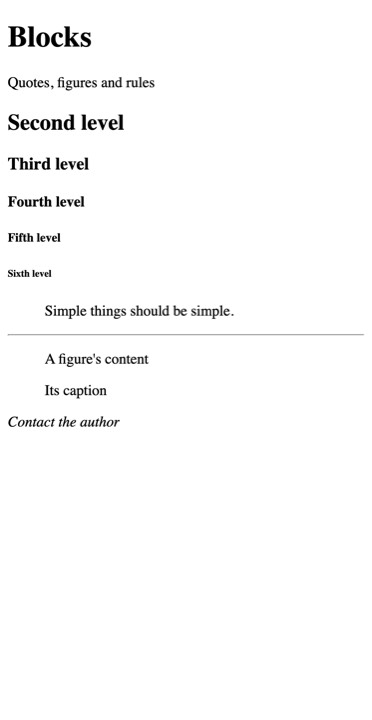 Blocks
Quotes, figures and rules
Second level
Third level
Fourth level
Fifth level
Sixth level
Simple things should be simple.
A figure's content
Its caption
Contact the author